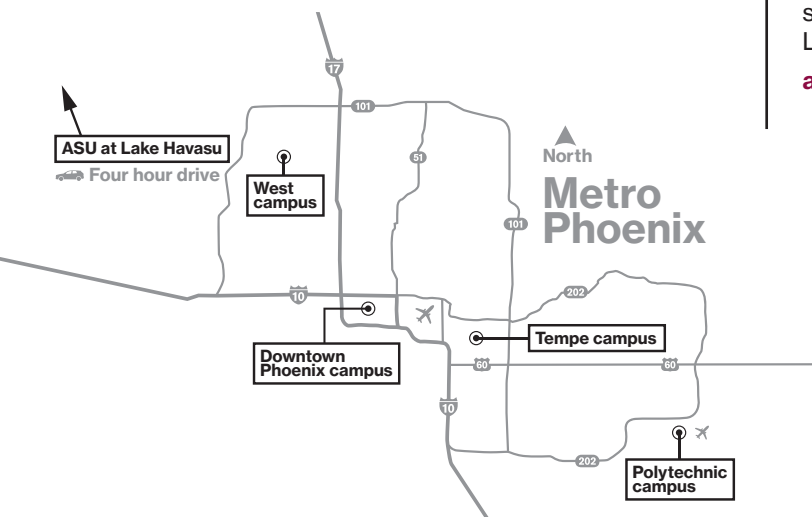 s
L
a
17
101
ASU at Lake Havasu
Four hour drive
51
North
West
campus
Metro
Phoenix
101
10
202
Tempe campus
Downtown
Phoenix campus
60
60
10
202
Polytechnic
campus